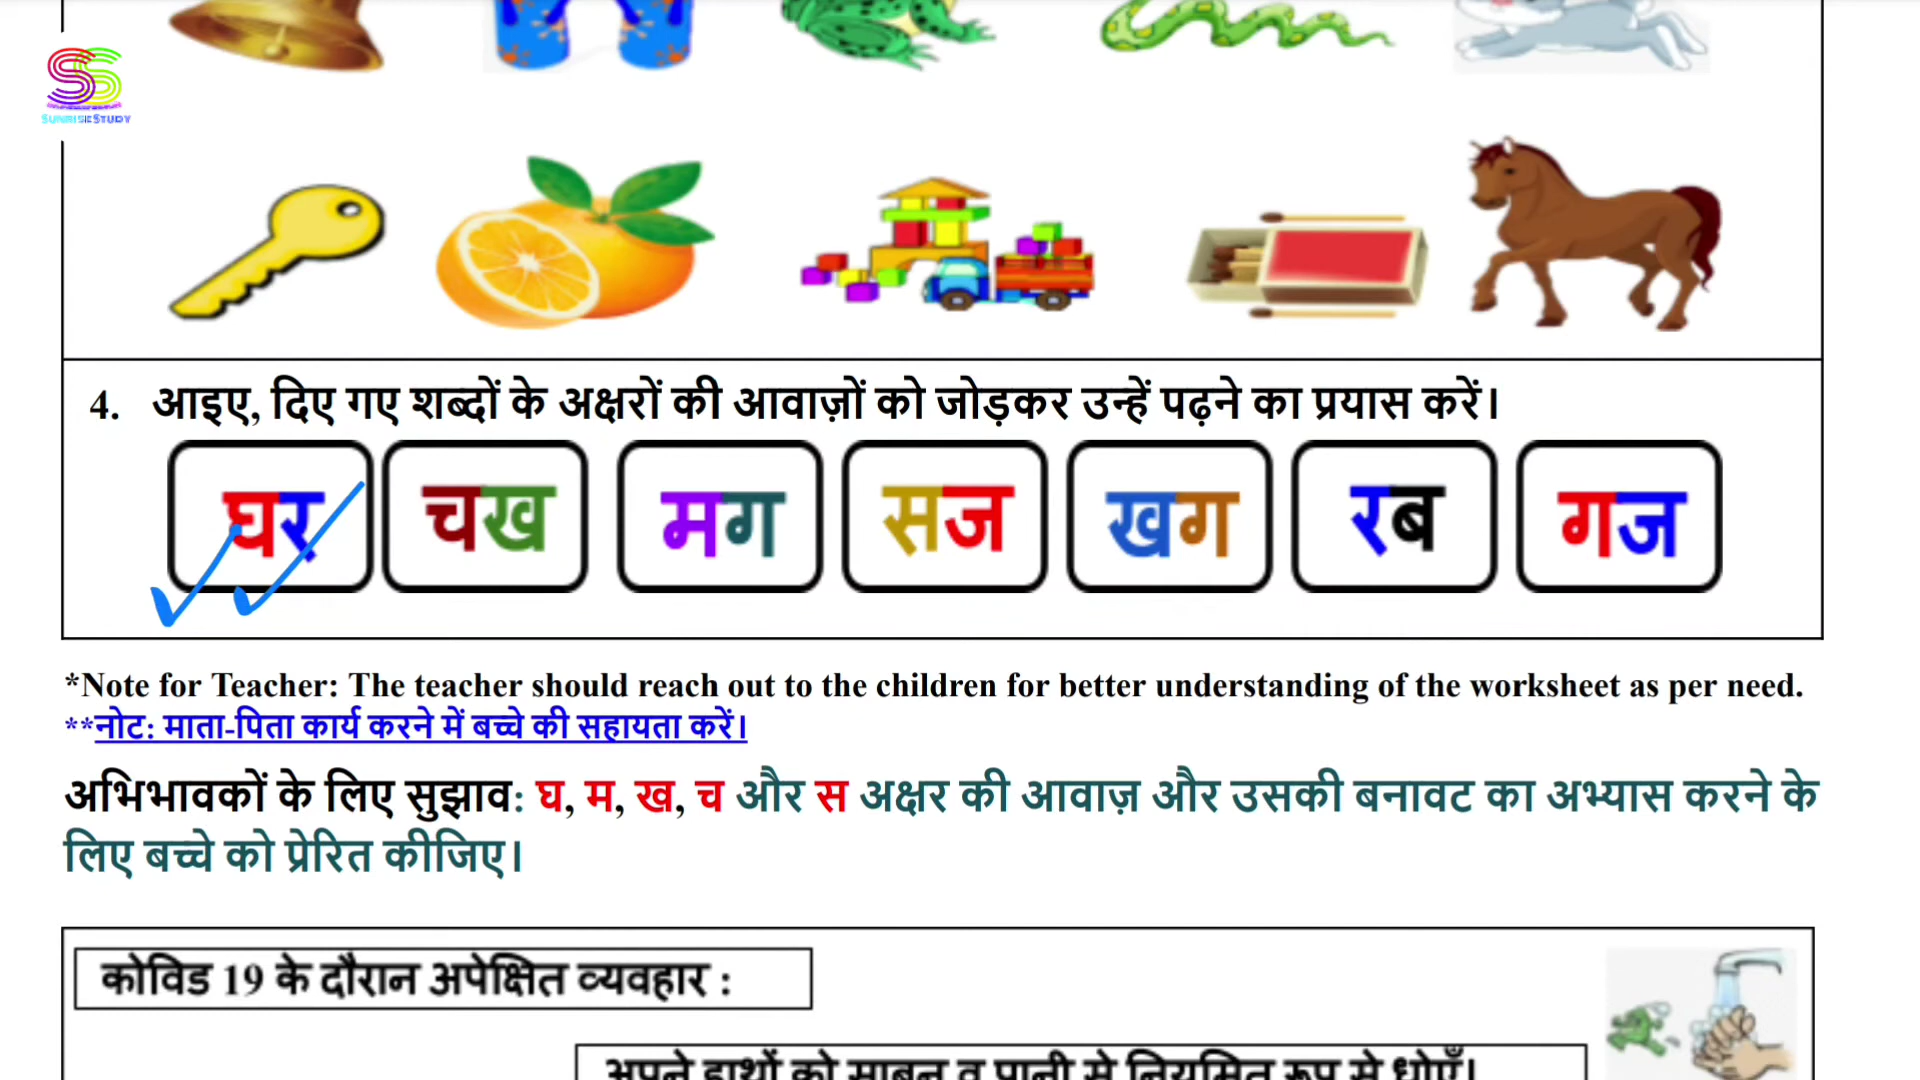 SUNRISESTUDY
4. आइए, दिए गए शब्दों के अक्षरों की आवाज़ों को जोड़कर उन्हें पढ़ने का प्रयास करें।
घर चख मग सज खग रब गज
*Note for Teacher: The teacher should reach out to the children for better understanding of the worksheet as per need.
**नोट: माता-पिता कार्य करने में बच्चे की सहायता करें।
अभिभावकों के लिए सुझाव: घ, म, ख, च और स अक्षर की आवाज़ और उसकी बनावट का अभ्यास करने के
लिए बच्चे को प्रेरित कीजिए।
कोविड 19 के दौरान अपेक्षित व्यवहार :
अपने हाथों को साबुन व पानी से नियमित रूप से धोएँ।